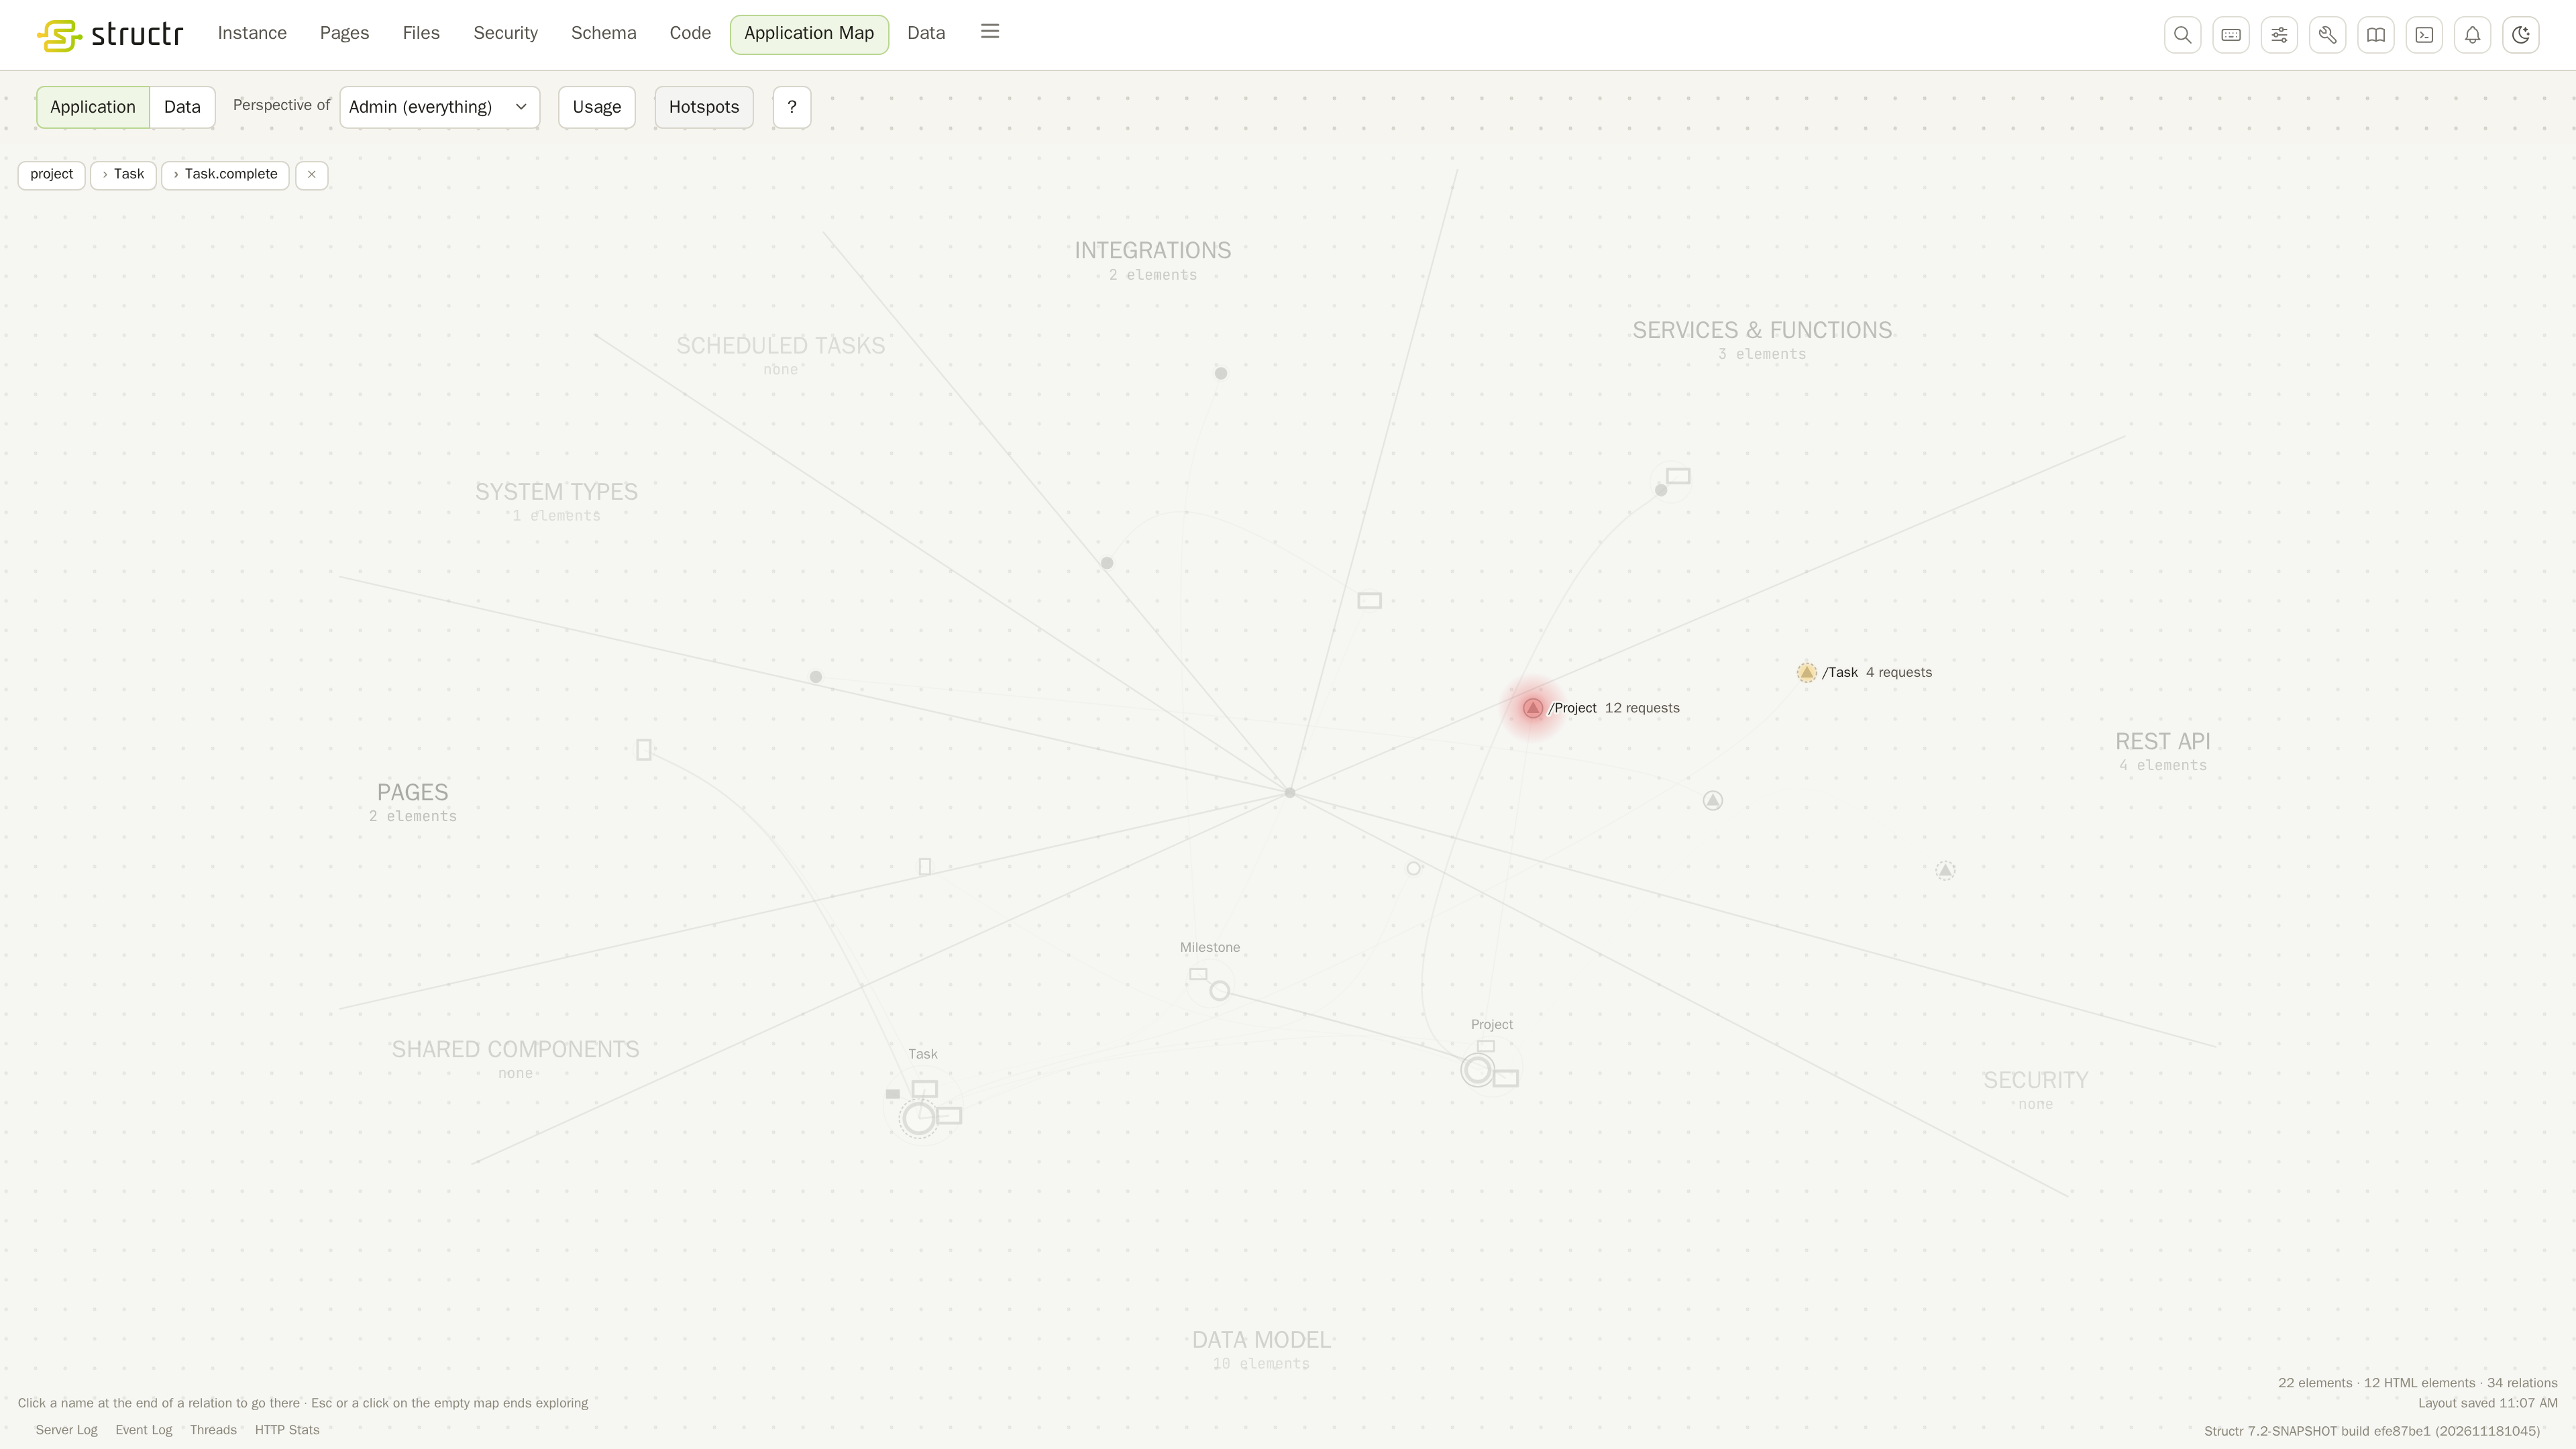 structr Instance Pages Files Security Schema Code Application Map Data
Application Data Perspective of Admin (everything) Usage Hotspots ?
project › Task › Task.complete ×
INTEGRATIONS
2 elements
SERVICES & FUNCTIONS
3 elements
SCHEDULED TASKS
none
SYSTEM TYPES
1 elements
/Task 4 requests
/Project 12 requests
REST API
4 elements
PAGES
2 elements
Milestone
Project
Task
SHARED COMPONENTS
none
SECURITY
none
DATA MODEL
10 elements
22 elements · 12 HTML elements · 34 relations
Click a name at the end of a relation to go there · Esc or a click on the empty map ends exploring
Layout saved 11:07 AM
Server Log Event Log Threads HTTP Stats
Structr 7.2-SNAPSHOT build efe87be1 (202611181045)